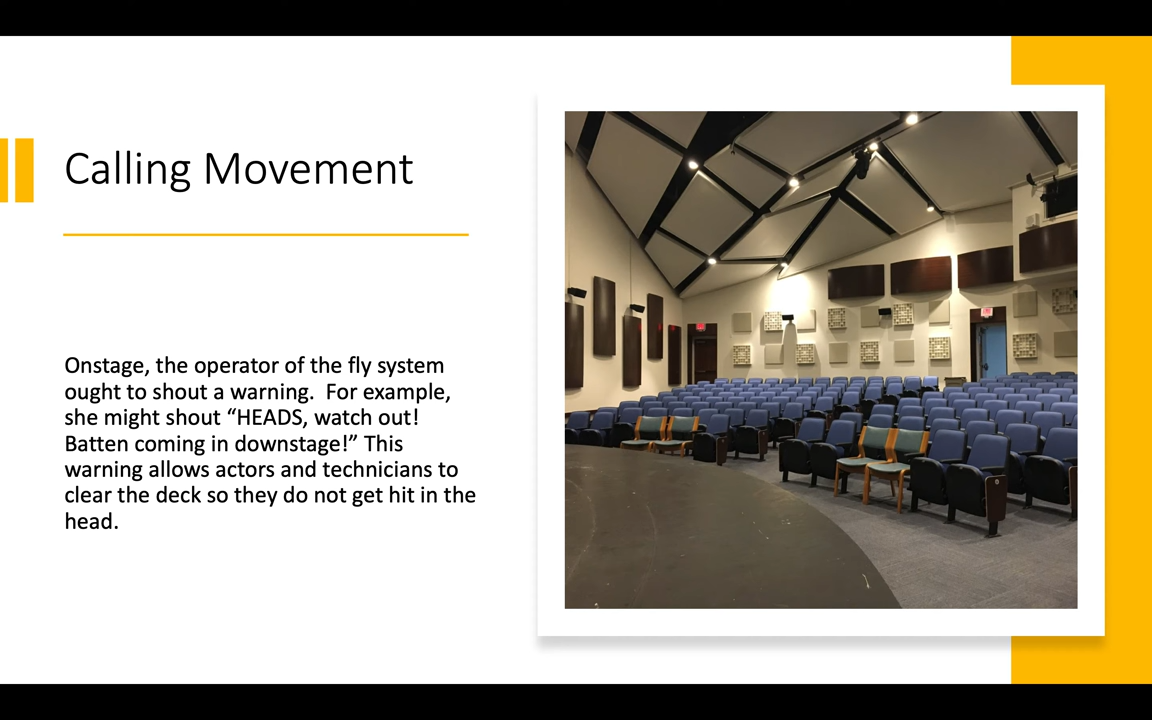 Calling Movement
Onstage, the operator of the fly system
ought to shout a warning.  For example,
she might shout “HEADS, watch out!
Batten coming in downstage!” This
warning allows actors and technicians to
clear the deck so they do not get hit in the
head.